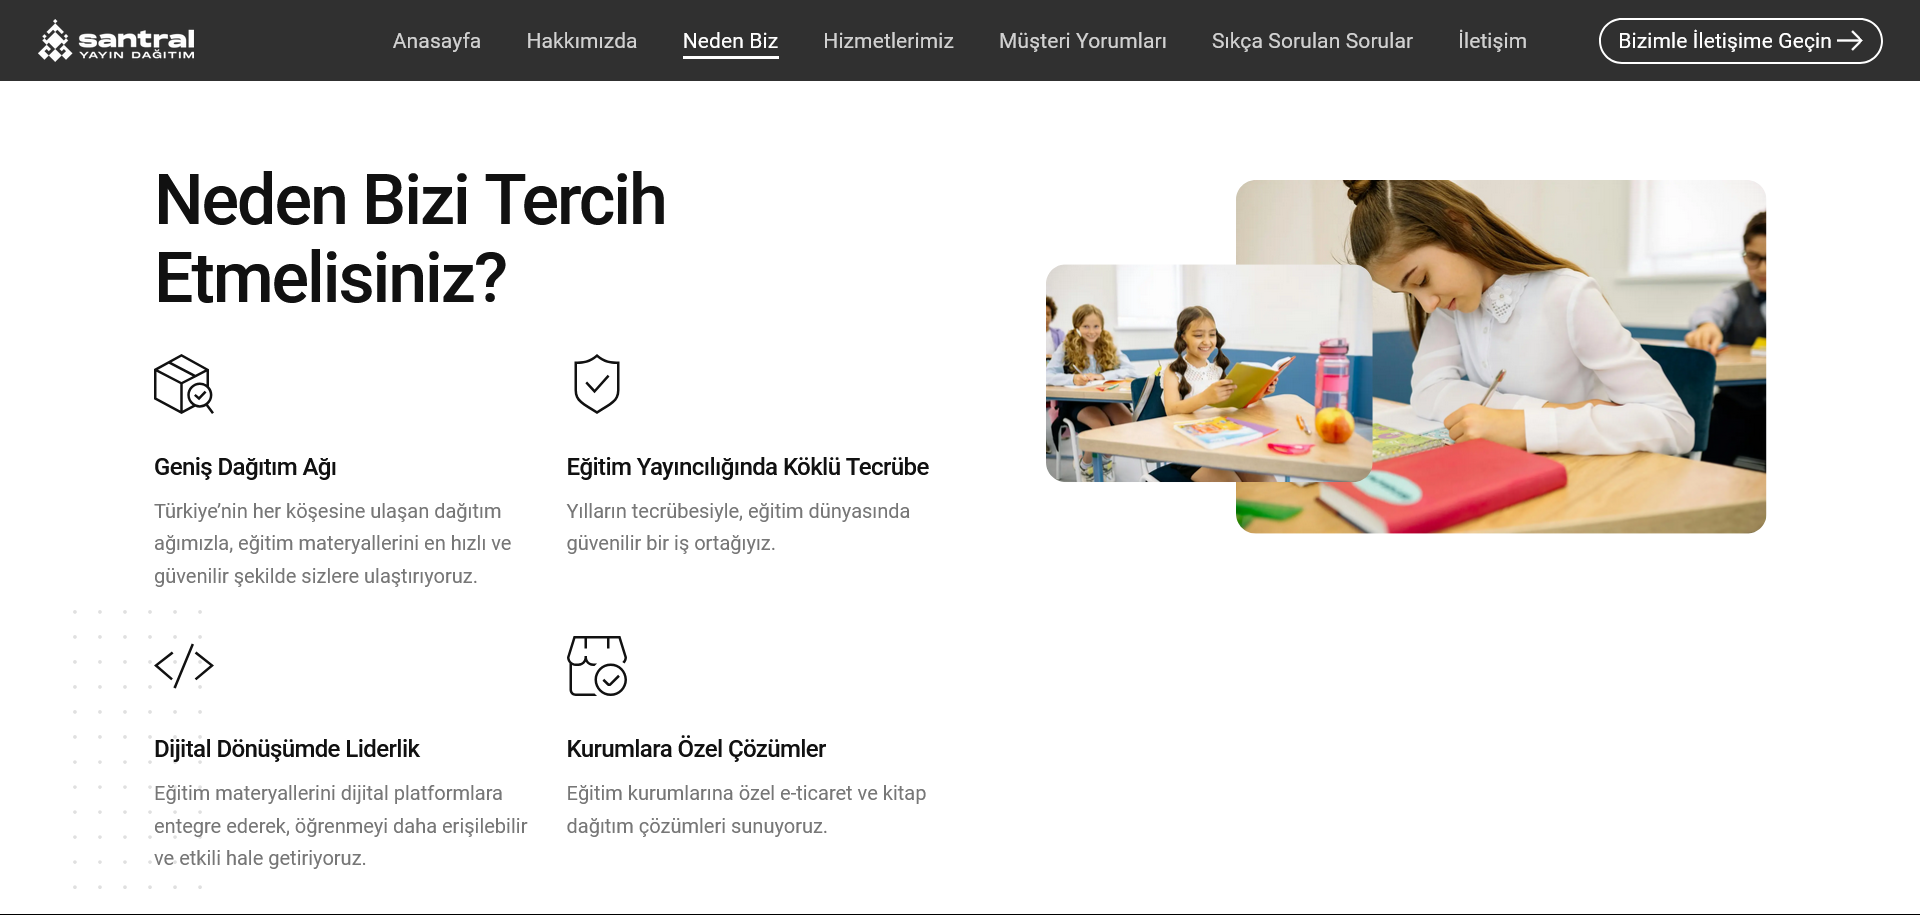 santral
YAYIN DAĞITIM
Anasayfa
Hakkımızda
Neden Biz
Hizmetlerimiz
Müşteri Yorumları
Sıkça Sorulan Sorular
İletişim
Bizimle İletişime Geçin
Neden Bizi Tercih
Etmelisiniz?
Geniş Dağıtım Ağı
Türkiye’nin her köşesine ulaşan dağıtım
ağımızla, eğitim materyallerini en hızlı ve
güvenilir şekilde sizlere ulaştırıyoruz.
Eğitim Yayıncılığında Köklü Tecrübe
Yılların tecrübesiyle, eğitim dünyasında
güvenilir bir iş ortağıyız.
Dijital Dönüşümde Liderlik
Eğitim materyallerini dijital platformlara
entegre ederek, öğrenmeyi daha erişilebilir
ve etkili hale getiriyoruz.
Kurumlara Özel Çözümler
Eğitim kurumlarına özel e-ticaret ve kitap
dağıtım çözümleri sunuyoruz.